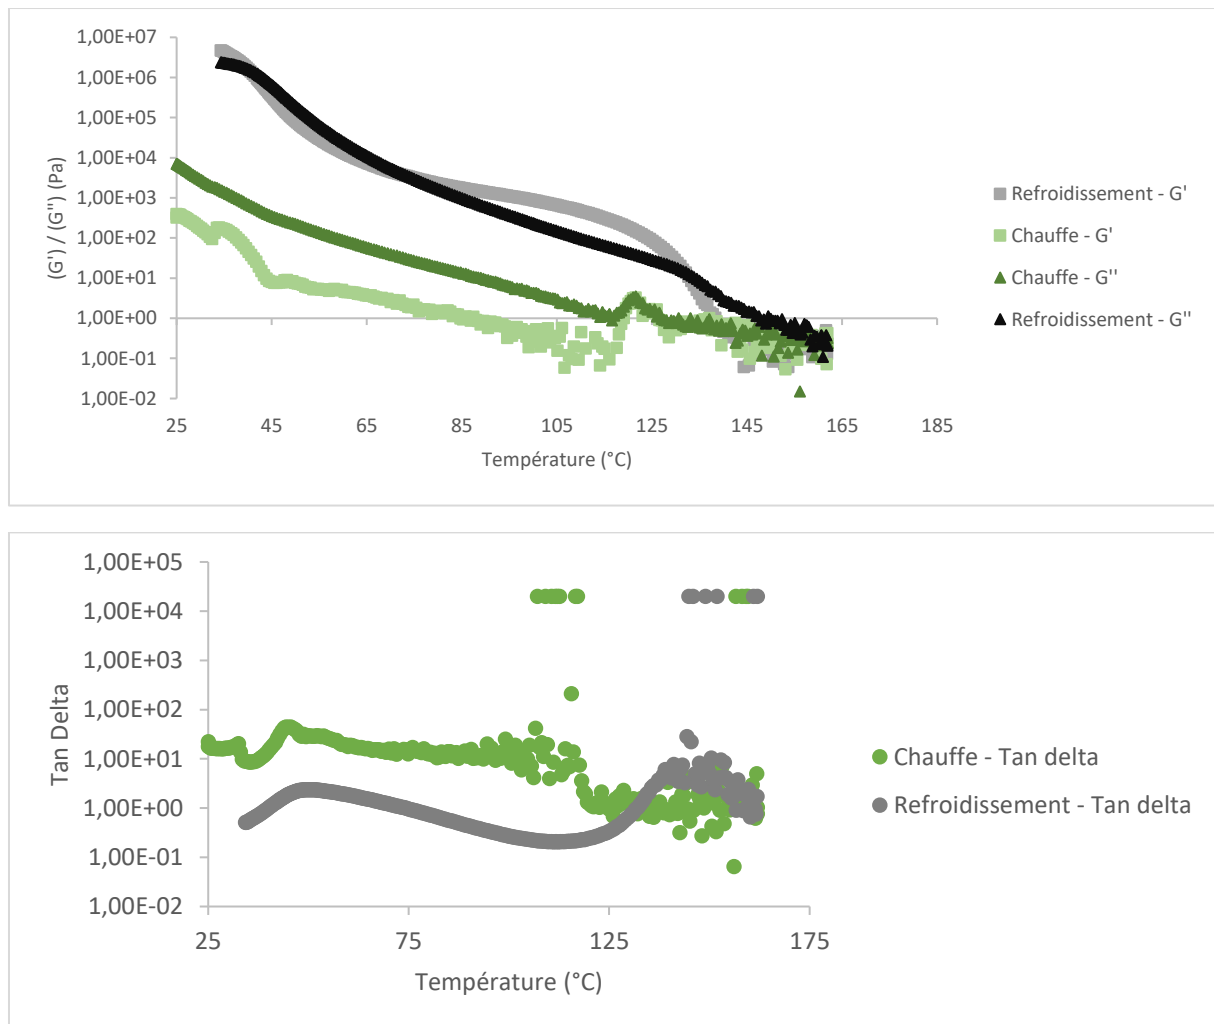 1,00E+07
1,00E+06
1,00E+05
1,00E+04
1,00E+03
1,00E+02
1,00E+01
1,00E+00
1,00E-01
1,00E-02
(G') / (G'') (Pa)
25 45 65 85 105 125 145 165 185
Température (°C)
Refroidissement - G'
Chauffe - G'
Chauffe - G''
Refroidissement - G''
1,00E+05
1,00E+04
1,00E+03
1,00E+02
1,00E+01
1,00E+00
1,00E-01
1,00E-02
Tan Delta
25 75 125 175
Température (°C)
Chauffe - Tan delta
Refroidissement - Tan delta